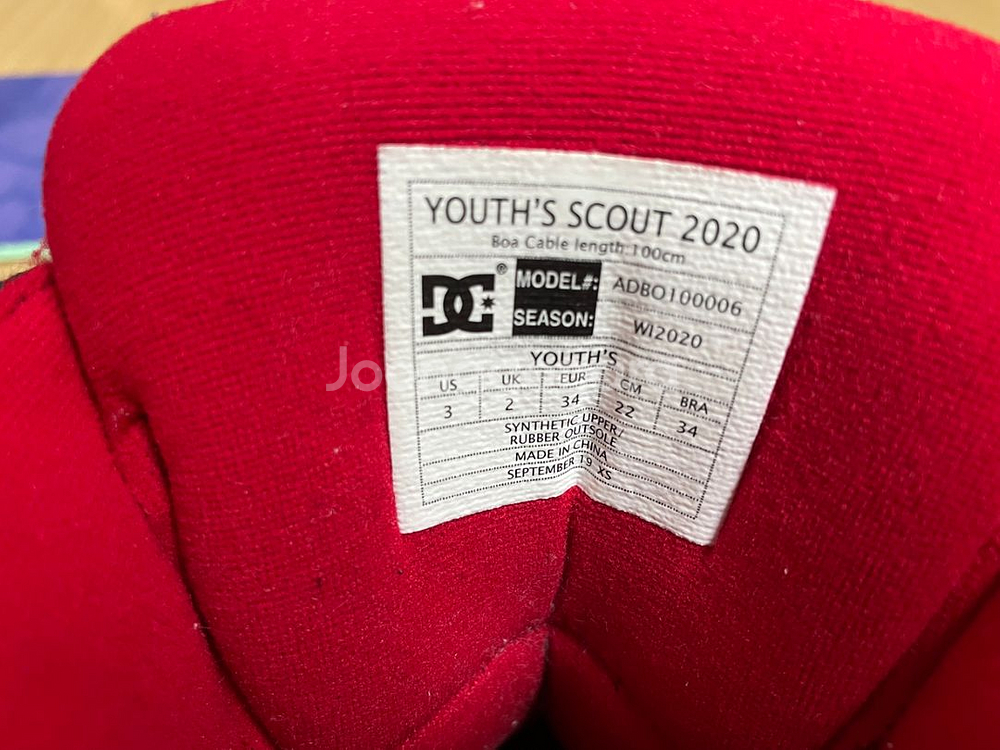 YOUTH'S SCOUT 2020
Boa Cable length:100cm
DC®
MODEL#: ADBO100006
SEASON: WI2020
YOUTH'S
US UK EUR CM BRA
3 2 34 22 34
SYNTHETIC UPPER/
RUBBER OUTSOLE
MADE IN CHINA
SEPTEMBER 19 XS